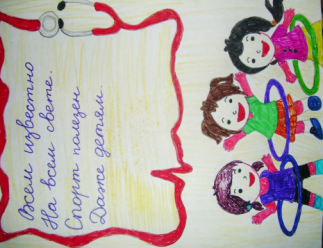 Всем известно
На всем свете.
Спорт полезен
Даже детям.